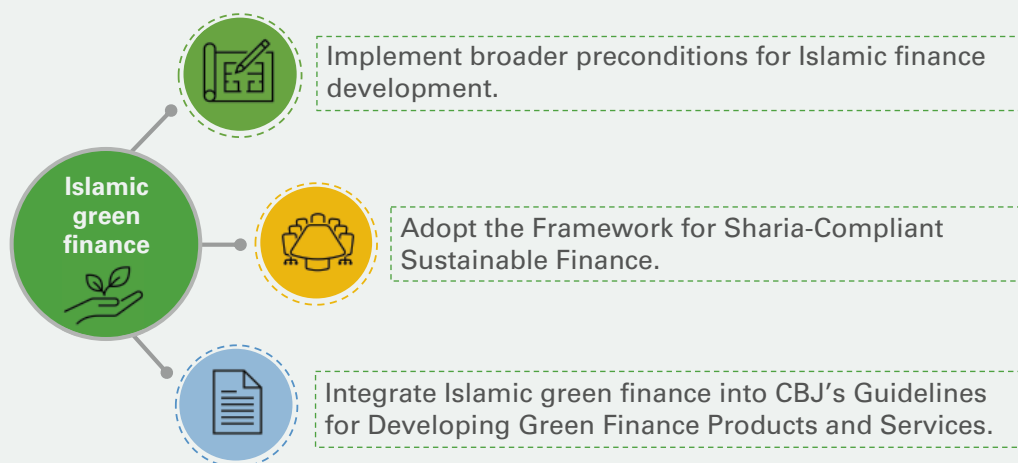 Islamic
green
finance
Implement broader preconditions for Islamic finance
development.
Adopt the Framework for Sharia-Compliant
Sustainable Finance.
Integrate Islamic green finance into CBJ’s Guidelines
for Developing Green Finance Products and Services.